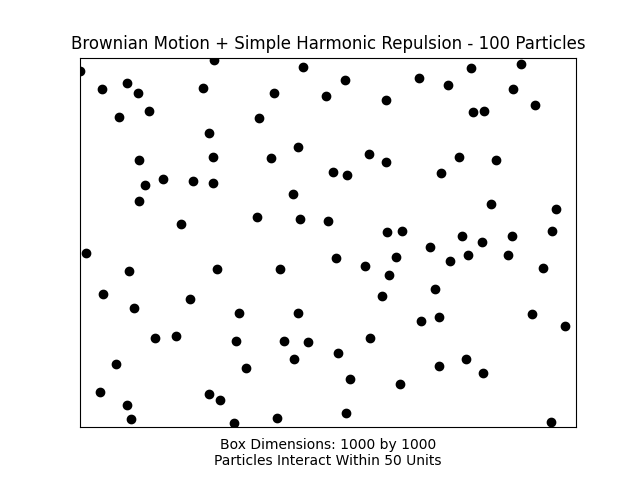 Brownian Motion + Simple Harmonic Repulsion - 100 Particles
Box Dimensions: 1000 by 1000
Particles Interact Within 50 Units